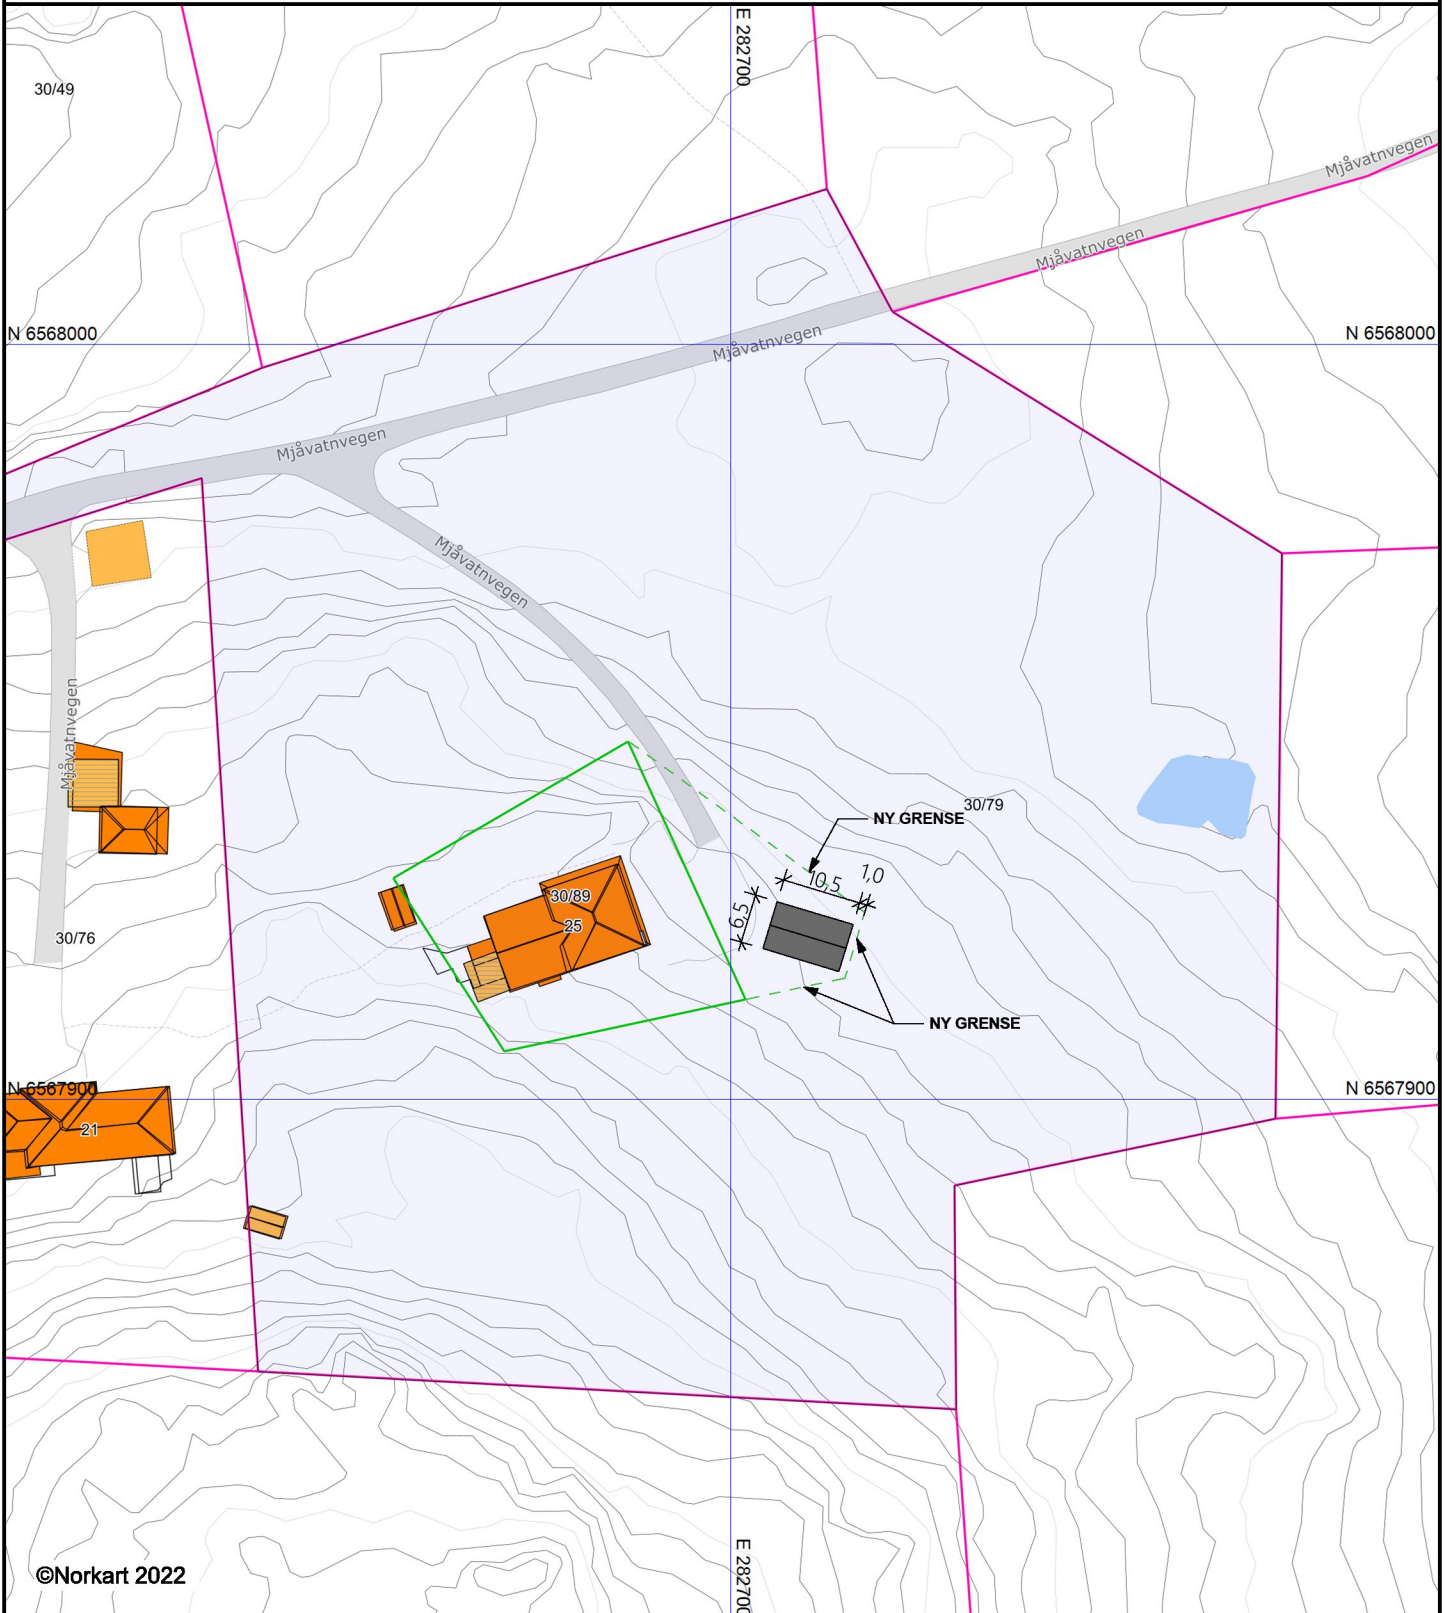 E 282700
30/49
Mjåvatnvegen
Mjåvatnvegen
N 6568000
N 6568000
Mjåvatnvegen
Mjåvatnvegen
Mjåvatnvegen
Mjåvatnvegen
30/79
NY GRENSE
10,5
1,0
6,5
30/89
25
30/76
NY GRENSE
N 6567900
N 6567900
21
E 282700
©Norkart 2022